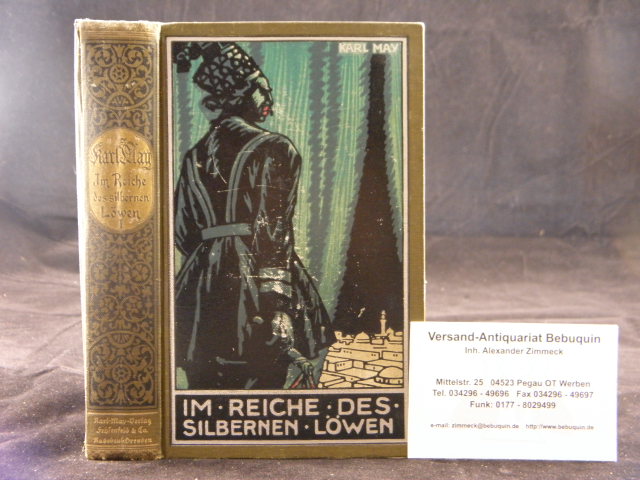 Karl May
Im Reiche
des silbernen
Löwen
I
Karl-May-Verlag
Fehsenfeld & Co.
Radebeul-Dresden
KARL MAY
IM · REICHE · DES ·
SILBERNEN · LÖWEN
Versand-Antiquariat Bebuquin
Inh. Alexander Zimmeck
Mittelstr. 25 04523 Pegau OT Werben
Tel. 034296 - 49696 Fax 034296 - 49697
Funk: 0177 - 8029499
e-mail: zimmeck@bebuquin.de http://www.bebuquin.de